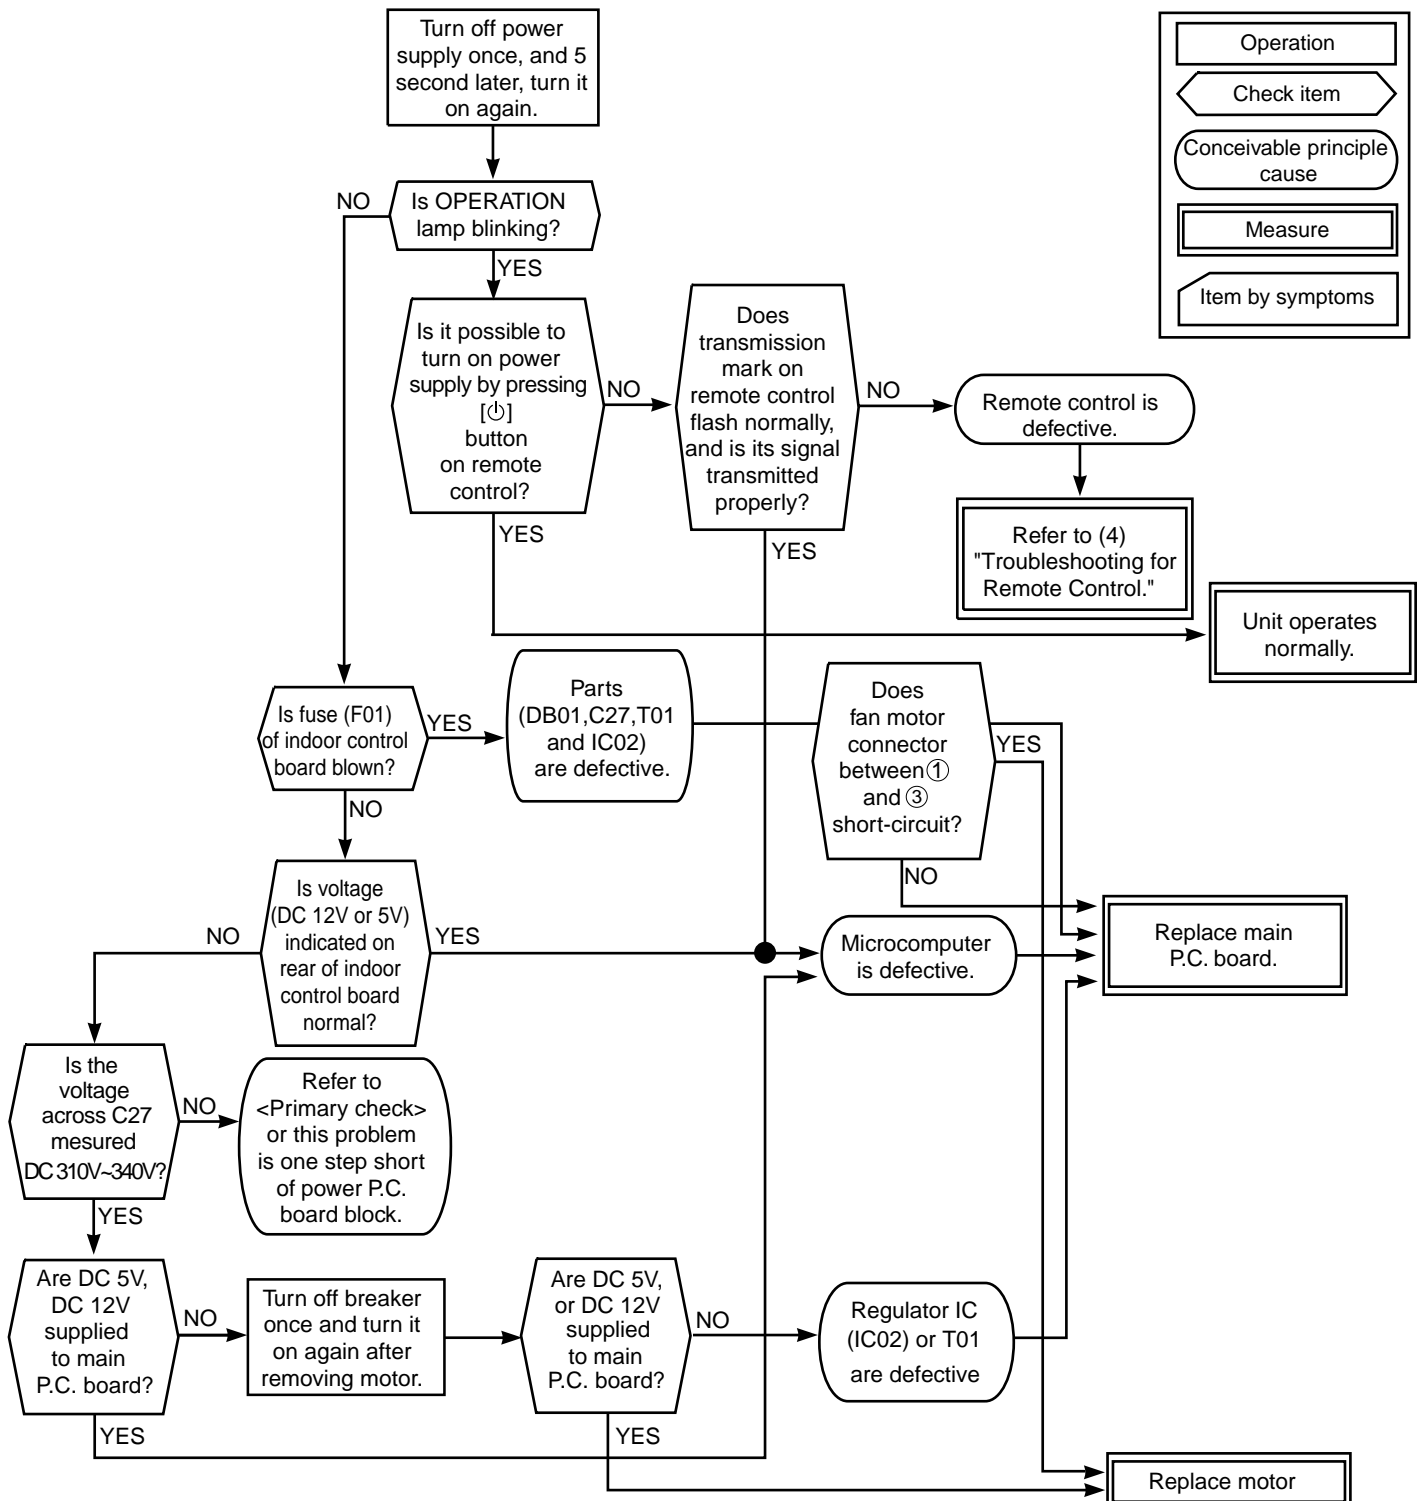 Turn off power
supply once, and 5
second later, turn it
on again.
Operation
Check item
Conceivable principle
cause
Measure
Item by symptoms
NO
Is OPERATION
lamp blinking?
YES
Is it possible to
turn on power
supply by pressing
[⏻]
button
on remote
control?
NO
YES
Does
transmission
mark on
remote control
flash normally,
and is its signal
transmitted
properly?
NO
YES
Remote control is
defective.
Refer to (4)
"Troubleshooting for
Remote Control."
Unit operates
normally.
Is fuse (F01)
of indoor control
board blown?
YES
NO
Parts
(DB01,C27,T01
and IC02)
are defective.
Does
fan motor
connector
between①
and ③
short-circuit?
YES
NO
Is voltage
(DC 12V or 5V)
indicated on
rear of indoor
control board
normal?
NO
YES
Microcomputer
is defective.
Replace main
P.C. board.
Is the
voltage
across C27
mesured
DC 310V~340V?
NO
YES
Refer to
<Primary check>
or this problem
is one step short
of power P.C.
board block.
Are DC 5V,
DC 12V
supplied
to main
P.C. board?
NO
YES
Turn off breaker
once and turn it
on again after
removing motor.
Are DC 5V,
or DC 12V
supplied
to main
P.C. board?
NO
YES
Regulator IC
(IC02) or T01
are defective
Replace motor